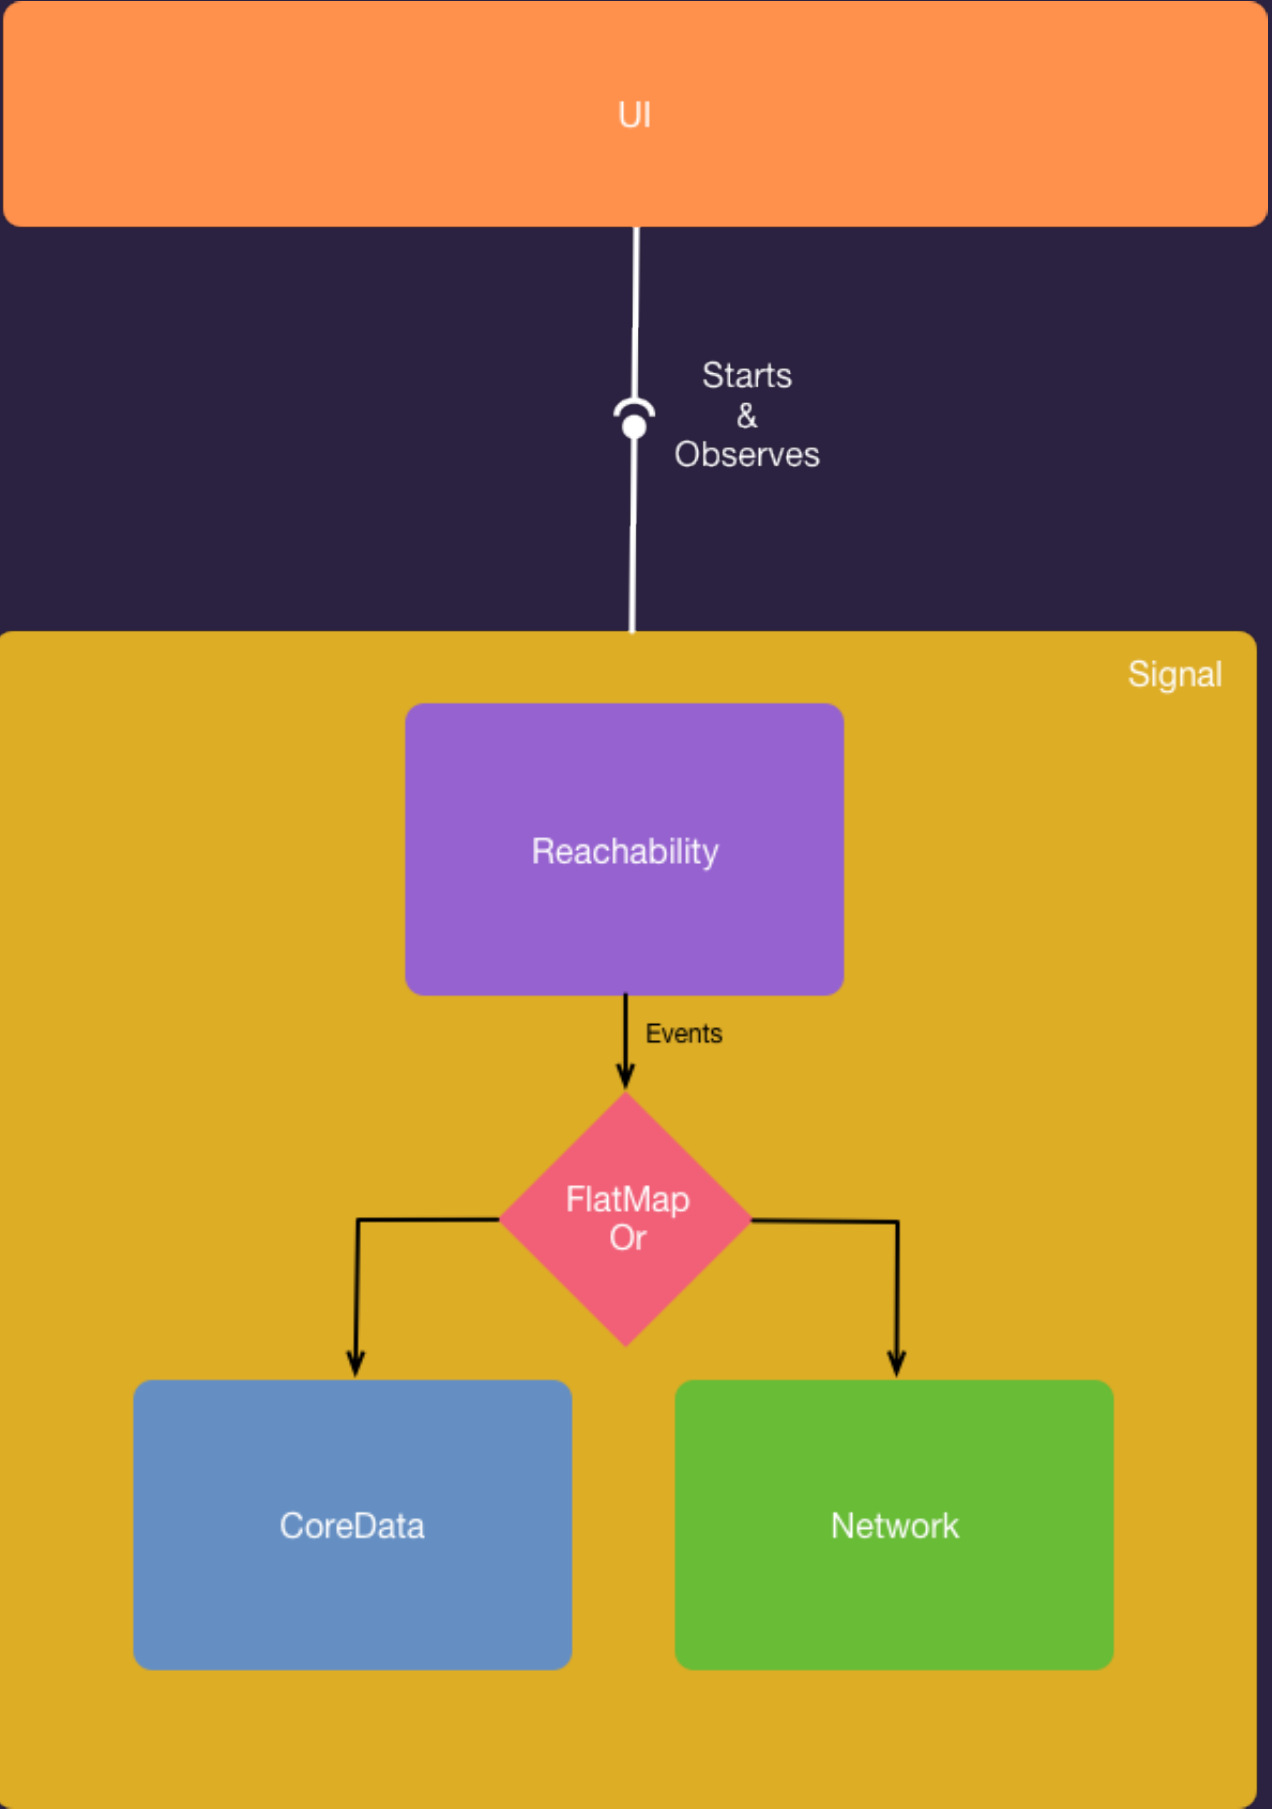 UI
Starts
&
Observes
Signal
Reachability
Events
FlatMap
Or
CoreData
Network